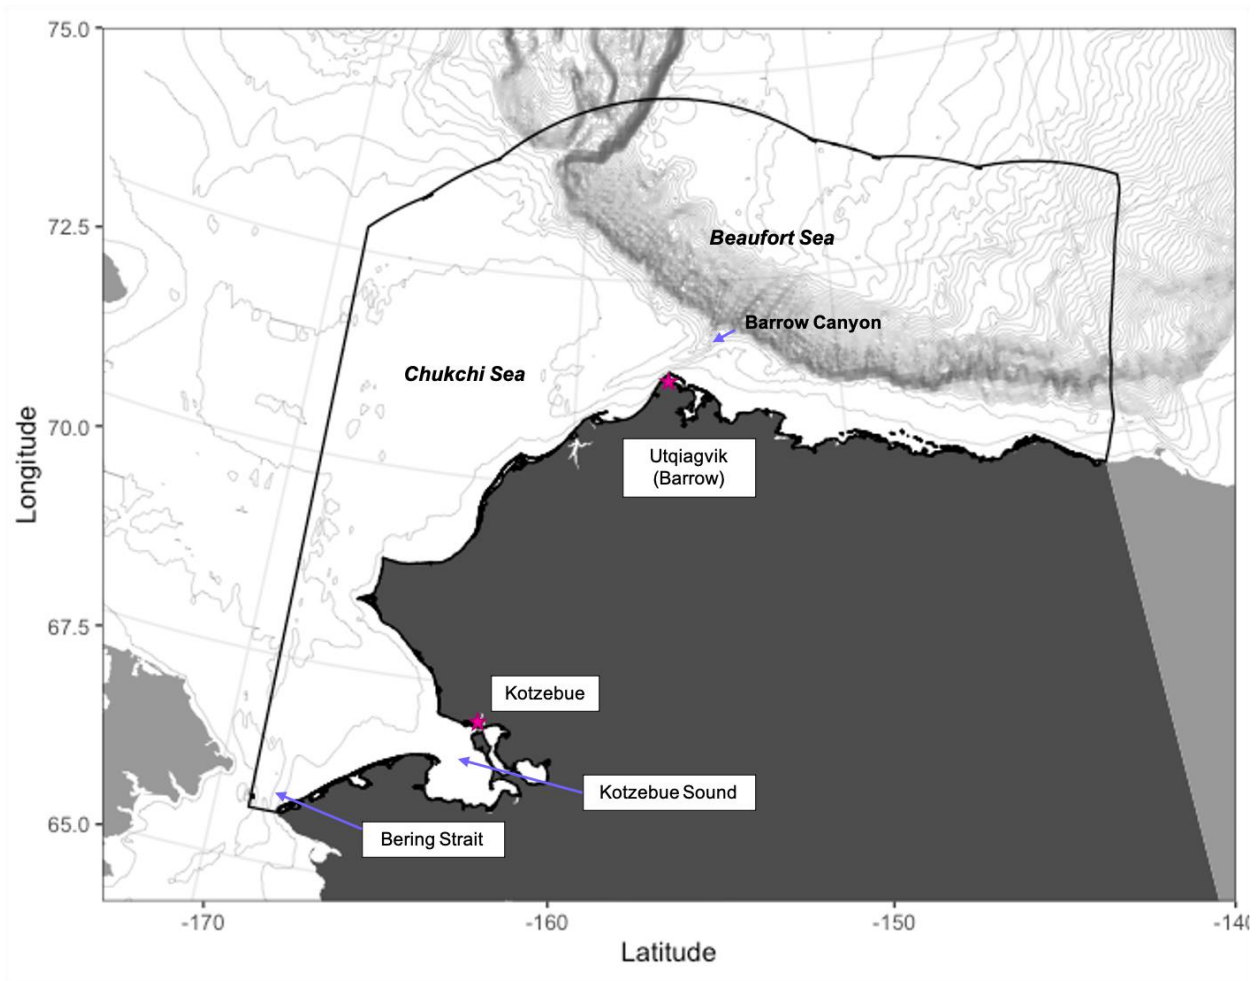 75.0
72.5
70.0
67.5
65.0
Longitude
Beaufort Sea
Barrow Canyon
Chukchi Sea
Utqiagvik
(Barrow)
Kotzebue
Kotzebue Sound
Bering Strait
-170
-160
-150
-140
Latitude